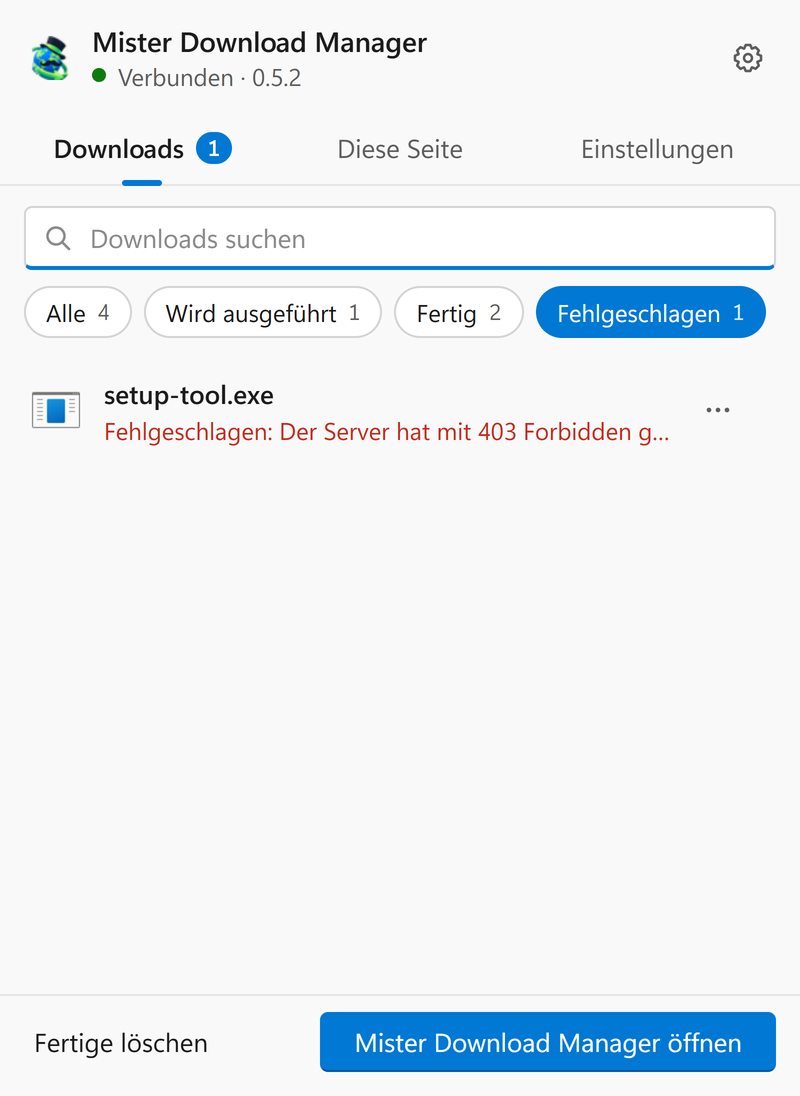 Mister Download Manager
Verbunden · 0.5.2
Downloads 1
Diese Seite
Einstellungen
Downloads suchen
Alle 4
Wird ausgeführt 1
Fertig 2
Fehlgeschlagen 1
setup-tool.exe
Fehlgeschlagen: Der Server hat mit 403 Forbidden g...
Fertige löschen
Mister Download Manager öffnen